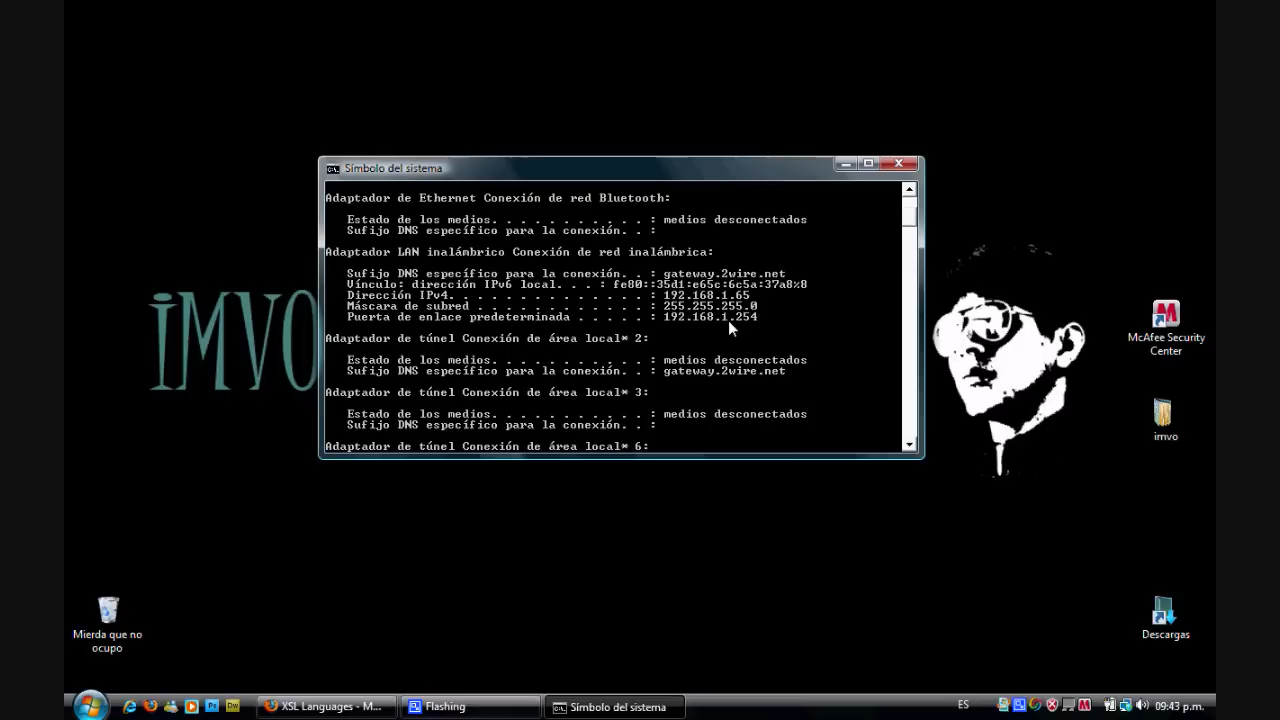 Símbolo del sistema
Adaptador de Ethernet Conexión de red Bluetooth:
Estado de los medios. . . . . . . . . . . : medios desconectados
Sufijo DNS específico para la conexión. . :
Adaptador LAN inalámbrico Conexión de red inalámbrica:
Sufijo DNS específico para la conexión. . : gateway.2wire.net
Vínculo: dirección IPv6 local. . . : fe80::35d1:e65c:6c5a:37a8%8
Dirección IPv4. . . . . . . . . . . . . . : 192.168.1.65
Máscara de subred . . . . . . . . . . . . : 255.255.255.0
Puerta de enlace predeterminada . . . . . : 192.168.1.254
Adaptador de túnel Conexión de área local* 2:
Estado de los medios. . . . . . . . . . . : medios desconectados
Sufijo DNS específico para la conexión. . : gateway.2wire.net
Adaptador de túnel Conexión de área local* 3:
Estado de los medios. . . . . . . . . . . : medios desconectados
Sufijo DNS específico para la conexión. . :
Adaptador de túnel Conexión de área local* 6:
iMVO
McAfee Security
Center
imvo
Mierda que no
ocupo
Descargas
XSL Languages - M...
Flashing
Símbolo del sistema
ES
09:43 p.m.